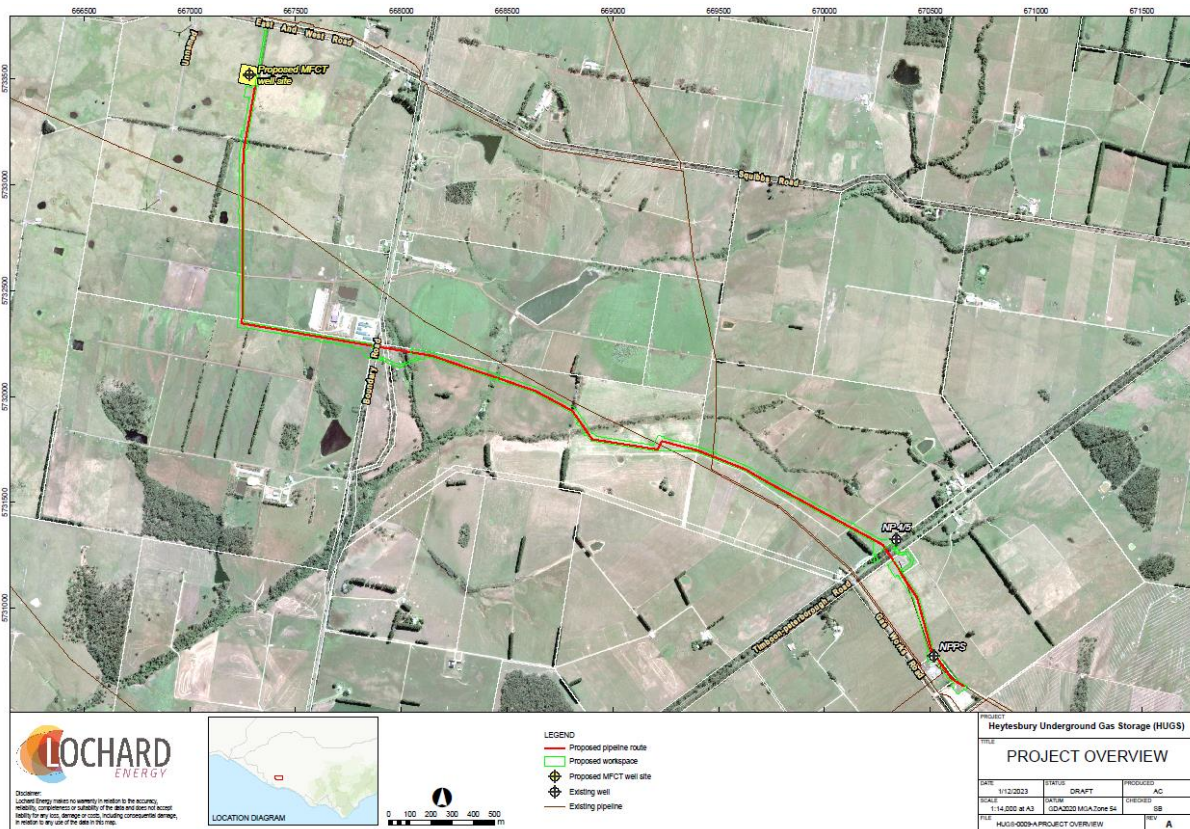 666500 667000 667500 668000 668500 669000 669500 670000 670500 671000 671500
5733500
5733000
5732500
5732000
5731500
5731000
East And West Road
Unnamed
Proposed MFCT
well site
Squibbs Road
Boundary Road
NP 4/5
Timboon-peterborough Road
Gas Works Road
NPPS
LOCHARD
ENERGY
Disclaimer:
Lochard Energy makes no warranty in relation to the accuracy,
reliability, completeness or suitability of the data and does not accept
liability for any loss, damage or costs, including consequential damage,
in relation to any use of the data in this map.
LOCATION DIAGRAM
0 100 200 300 400 500
m
LEGEND
Proposed pipeline route
Proposed workspace
Proposed MFCT well site
Existing well
Existing pipeline
PROJECT
Heytesbury Underground Gas Storage (HUGS)
TITLE
PROJECT OVERVIEW
DATE STATUS PRODUCED
1/12/2023 DRAFT AC
SCALE DATUM CHECKED
1:14,000 at A3 GDA2020 MGA Zone 54 SB
FILE REV
HUGS-0009-A PROJECT OVERVIEW A